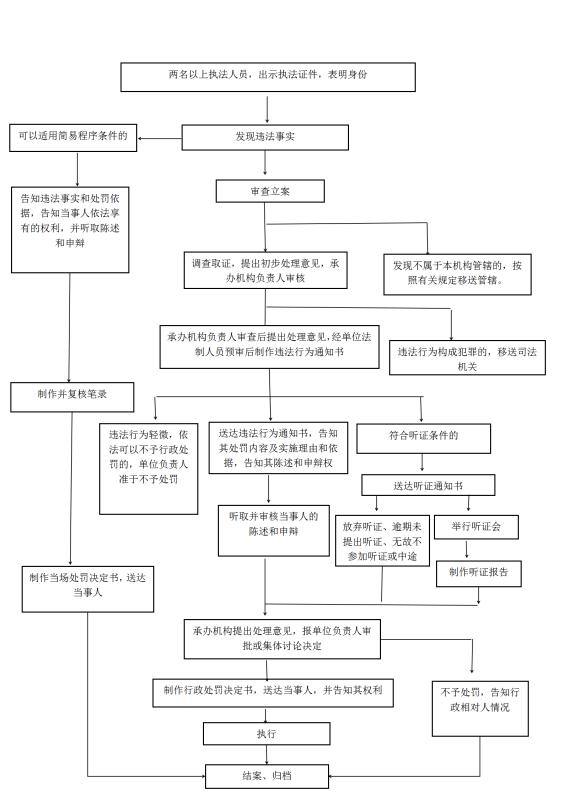 两名以上执法人员，出示执法证件，表明身份
可以适用简易程序条件的
发现违法事实
审查立案
告知违法事实和处罚依
据，告知当事人依法享
有的权利，并听取陈述
和申辩
调查取证，提出初步处理意见，承
办机构负责人审核
发现不属于本机构管辖的，按
照有关规定移送管辖。
承办机构负责人审查后提出处理意见，经单位法
制人员预审后制作违法行为通知书
违法行为构成犯罪的，移送司法
机关
制作并复核笔录
违法行为轻微，依
法可以不予行政处
罚的，单位负责人
准于不予处罚
送达违法行为通知书，告知
其处罚内容及实施理由和依
据，告知其陈述和申辩权
符合听证条件的
送达听证通知书
听取并审核当事人的
陈述和申辩
放弃听证、逾期未
提出听证、无故不
参加听证或中途
举行听证会
制作听证报告
制作当场处罚决定书，送达
当事人
承办机构提出处理意见，报单位负责人审
批或集体讨论决定
制作行政处罚决定书，送达当事人，并告知其权利
不予处罚，告知行
政相对人情况
执行
结案、归档